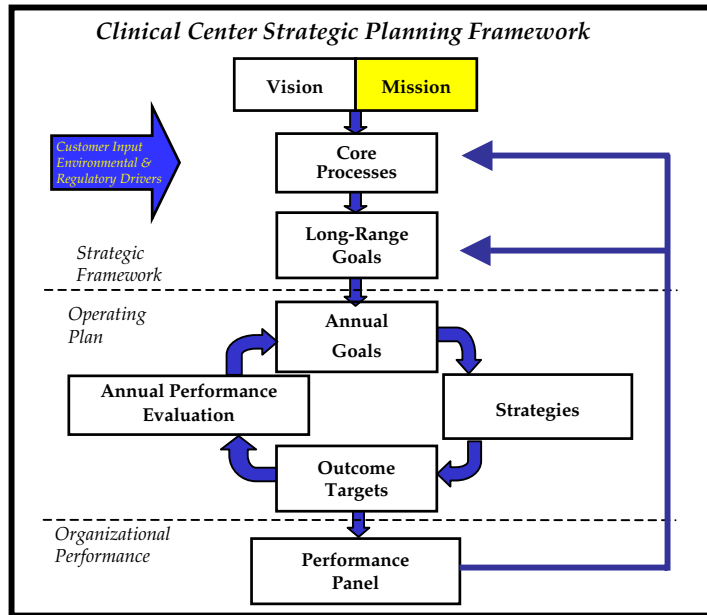 Clinical Center Strategic Planning Framework
Vision
Mission
Customer Input
Environmental &
Regulatory Drivers
Core
Processes
Long-Range
Goals
Strategic
Framework
Operating
Plan
Annual
Goals
Annual Performance
Evaluation
Strategies
Outcome
Targets
Organizational
Performance
Performance
Panel